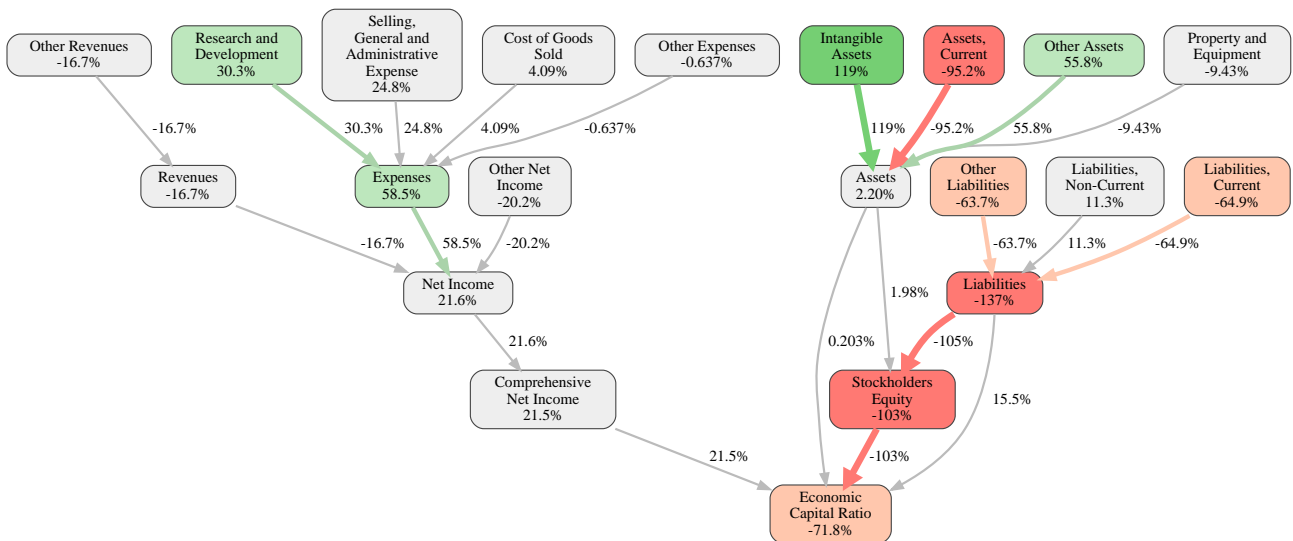 Other Revenues
-16.7%
Research and
Development
30.3%
Selling,
General and
Administrative
Expense
24.8%
Cost of Goods
Sold
4.09%
Other Expenses
-0.637%
Intangible
Assets
119%
Assets,
Current
-95.2%
Other Assets
55.8%
Property and
Equipment
-9.43%
-16.7%
30.3%
24.8%
4.09%
-0.637%
119%
-95.2%
55.8%
-9.43%
Revenues
-16.7%
Expenses
58.5%
Other Net
Income
-20.2%
Assets
2.20%
Other
Liabilities
-63.7%
Liabilities,
Non-Current
11.3%
Liabilities,
Current
-64.9%
-16.7%
58.5%
-20.2%
-63.7%
11.3%
-64.9%
Net Income
21.6%
1.98%
Liabilities
-137%
21.6%
0.203%
-105%
Comprehensive
Net Income
21.5%
Stockholders
Equity
-103%
15.5%
21.5%
-103%
Economic
Capital Ratio
-71.8%